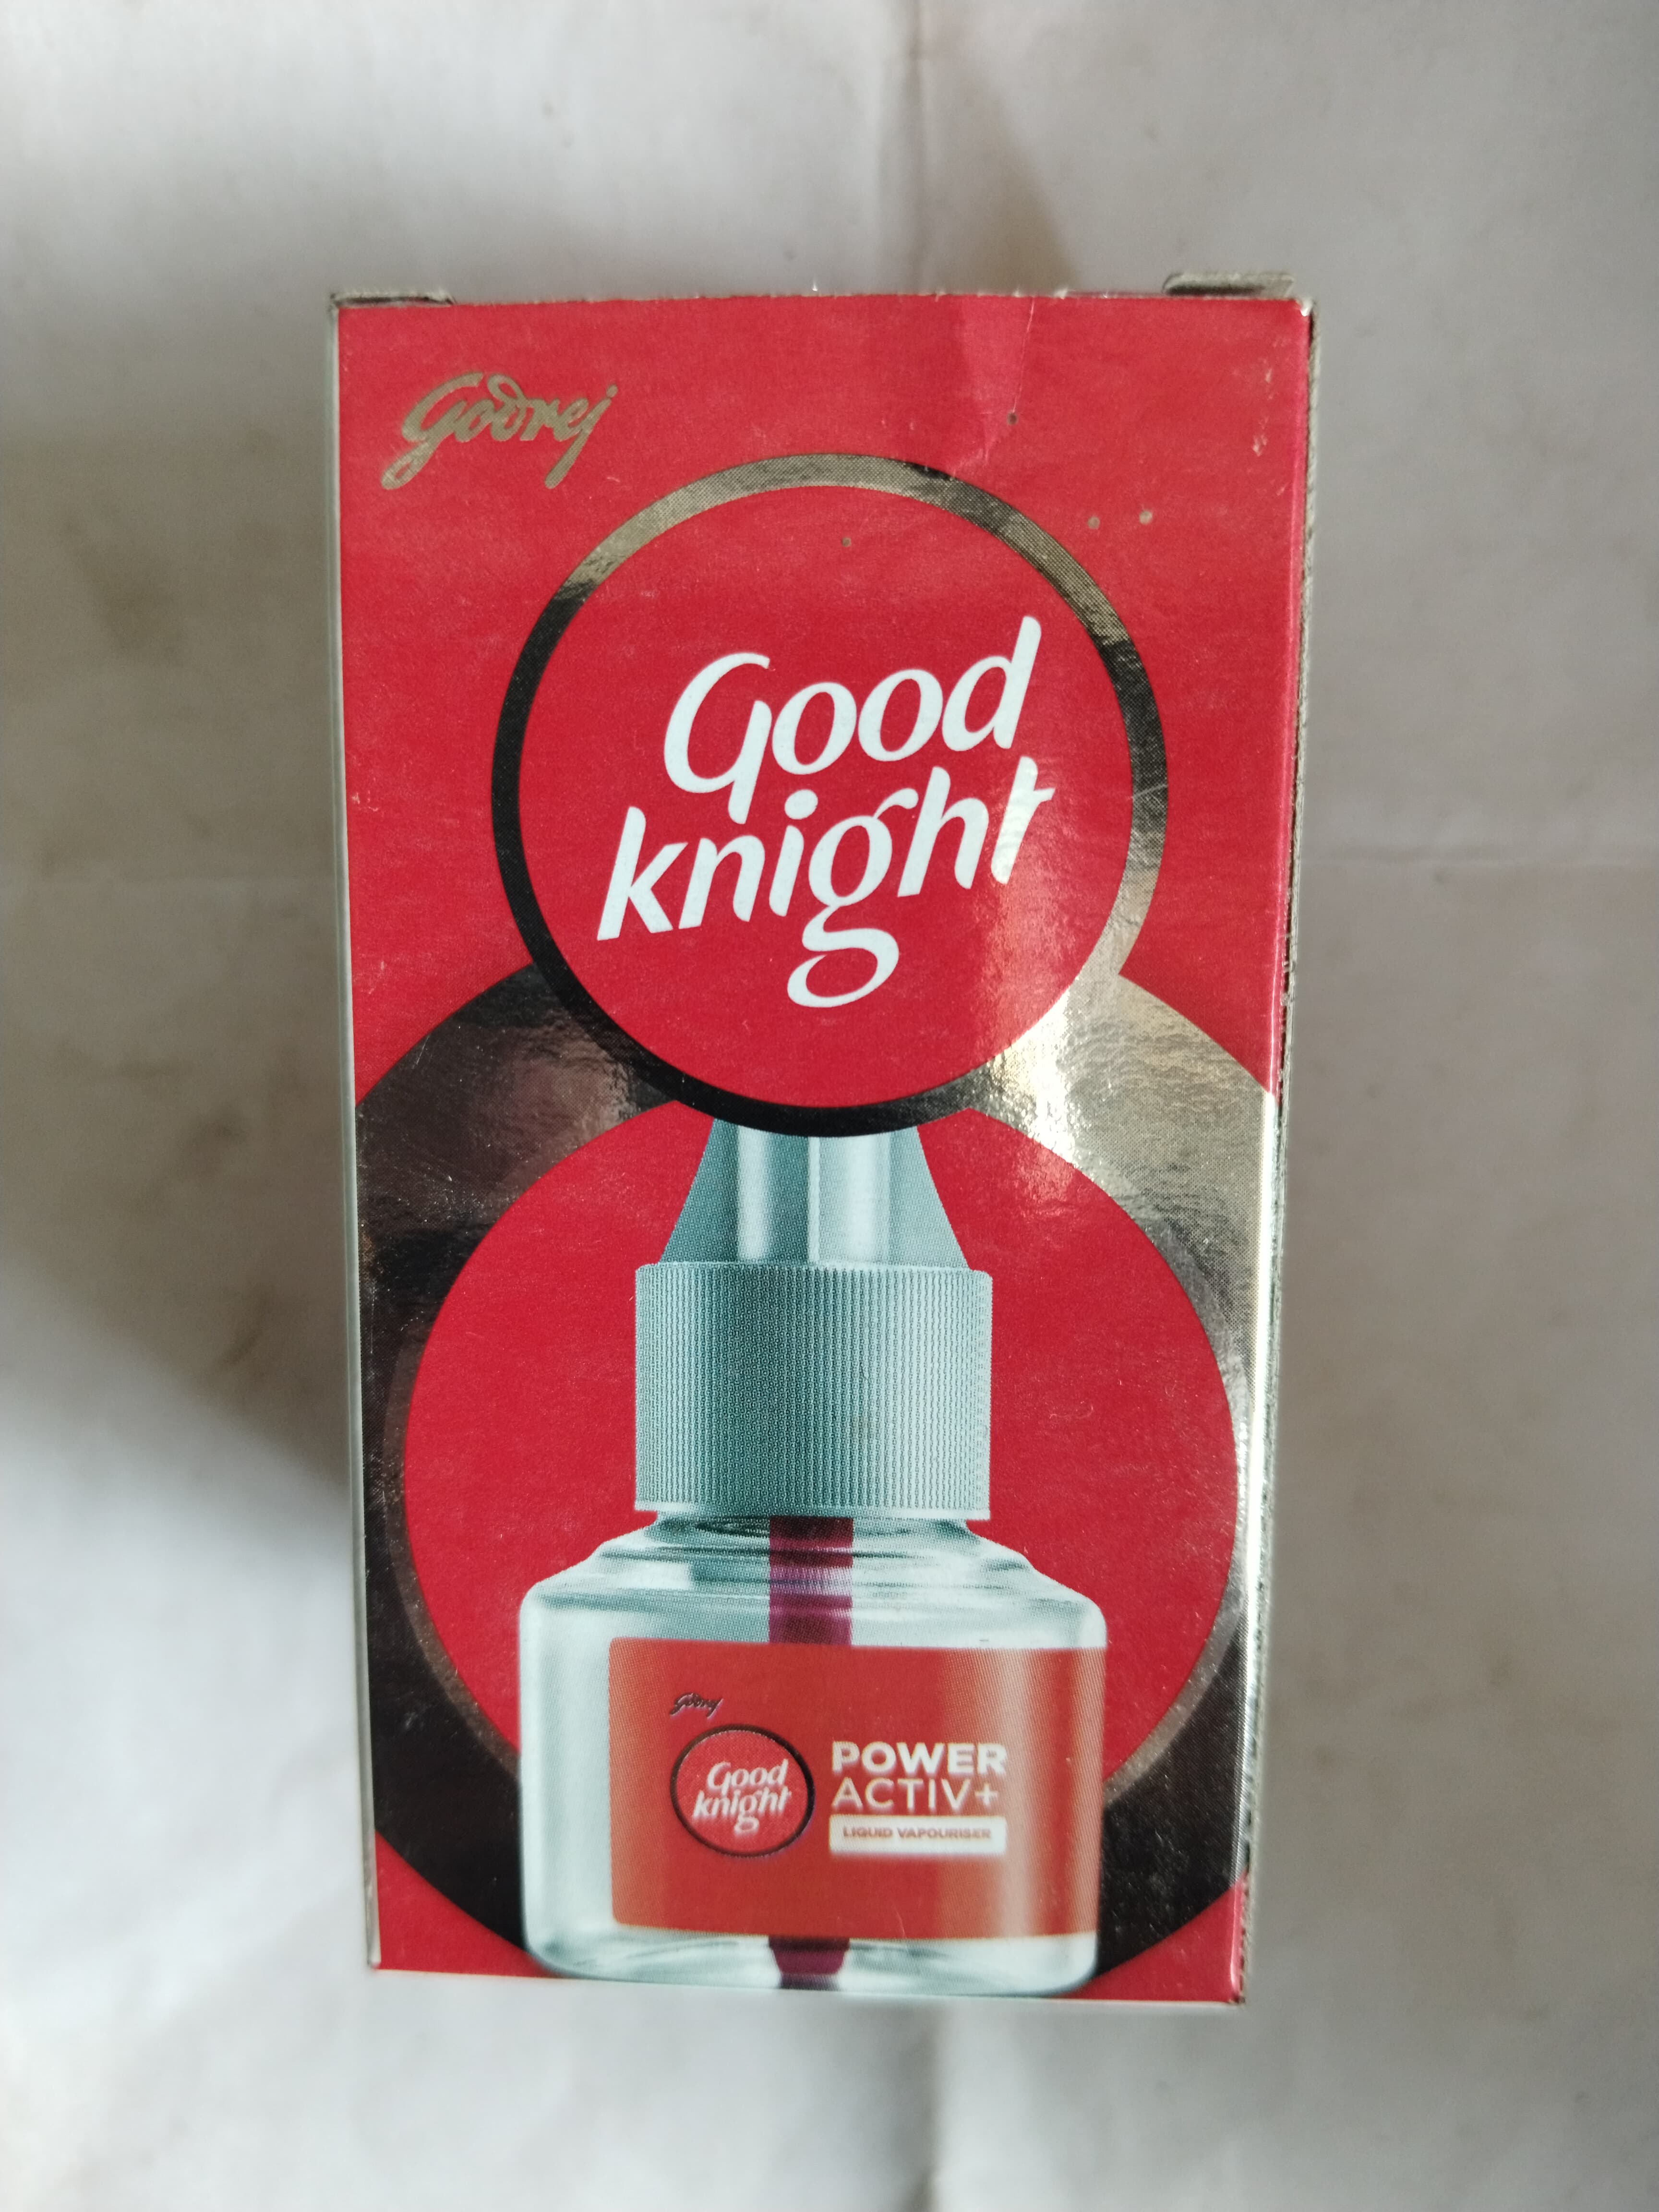 Godrej
Good
knight
Godrej
Good
knight
POWER
ACTIV+
LIQUID VAPOURISER